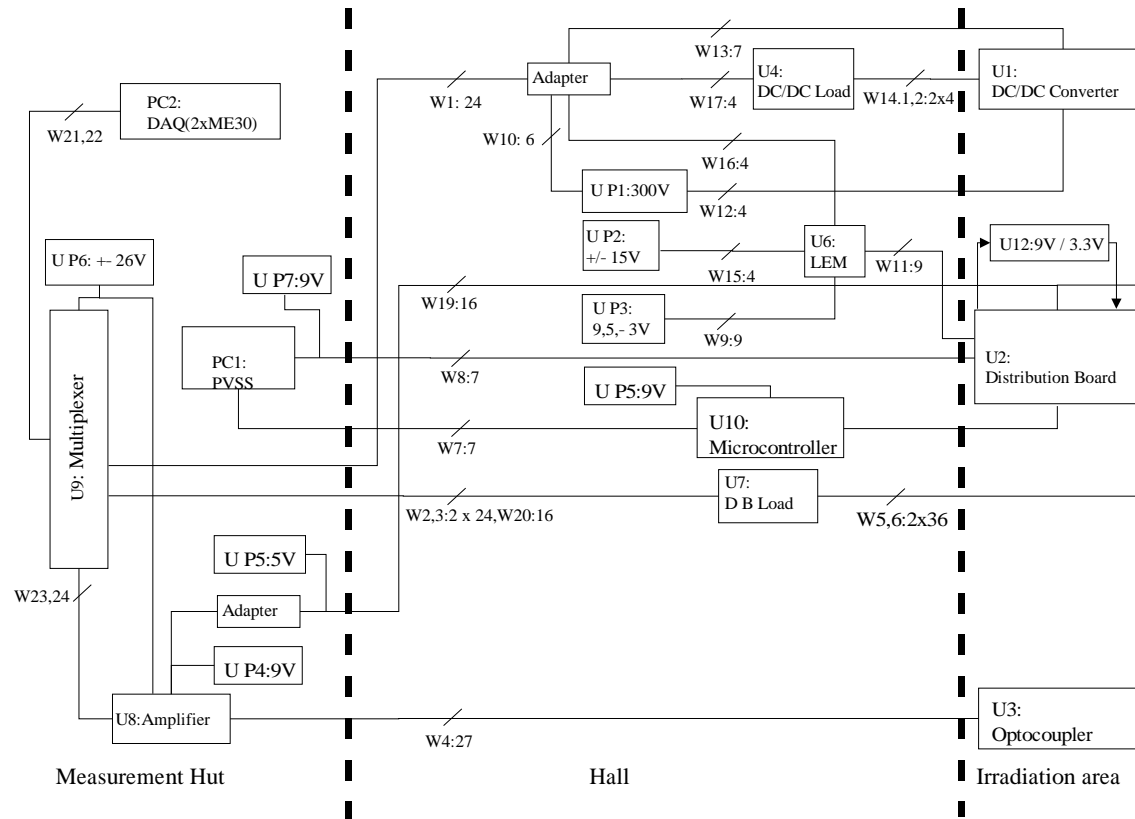 W13:7
Adapter
U4:
DC/DC Load
U1:
DC/DC Converter
PC2:
DAQ(2xME30)
W1: 24
W17:4
W14.1,2:2x4
W21,22
W10: 6
W16:4
U P1:300V
W12:4
U P2:
+/- 15V
U6:
LEM
U12:9V / 3.3V
U P6: +- 26V
W11:9
W15:4
U P7:9V
W19:16
U P3:
9,5,- 3V
W9:9
PC1:
PVSS
W8:7
U2:
Distribution Board
U P5:9V
U9: Multiplexer
U10:
Microcontroller
W7:7
U7:
D B Load
W2,3:2 x 24,W20:16
W5,6:2x36
U P5:5V
W23,24
Adapter
U P4:9V
U8:Amplifier
U3:
Optocoupler
W4:27
Measurement Hut
Hall
Irradiation area